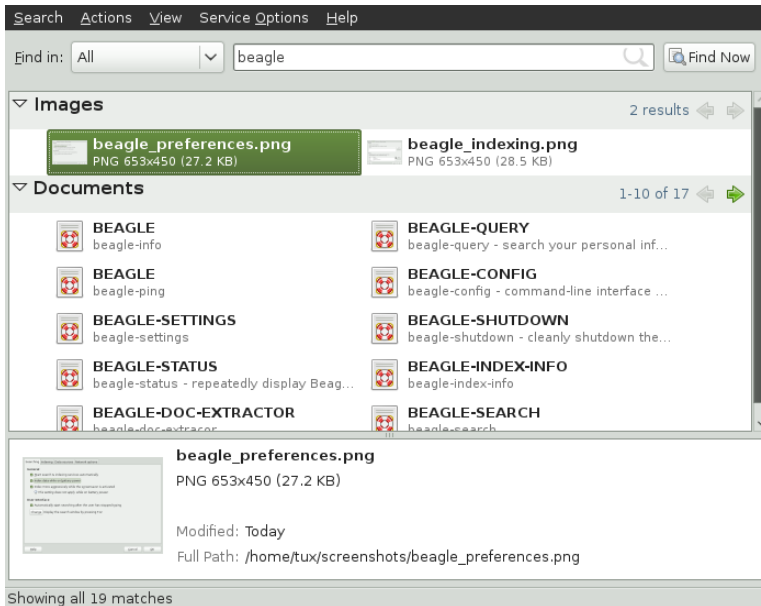 Search Actions View Service Options Help
Find in: All beagle Find Now
Images 2 results
beagle_preferences.png beagle_indexing.png
PNG 653x450 (27.2 KB) PNG 653x450 (28.5 KB)
Documents 1-10 of 17
BEAGLE BEAGLE-QUERY
beagle-info beagle-query - search your personal inf...
BEAGLE BEAGLE-CONFIG
beagle-ping beagle-config - command-line interface ...
BEAGLE-SETTINGS BEAGLE-SHUTDOWN
beagle-settings beagle-shutdown - cleanly shutdown the...
BEAGLE-STATUS BEAGLE-INDEX-INFO
beagle-status - repeatedly display Beag... beagle-index-info
BEAGLE-DOC-EXTRACTOR BEAGLE-SEARCH
beagle-doc-extracor beagle-search
beagle_preferences.png
PNG 653x450 (27.2 KB)
Modified: Today
Full Path: /home/tux/screenshots/beagle_preferences.png
Showing all 19 matches